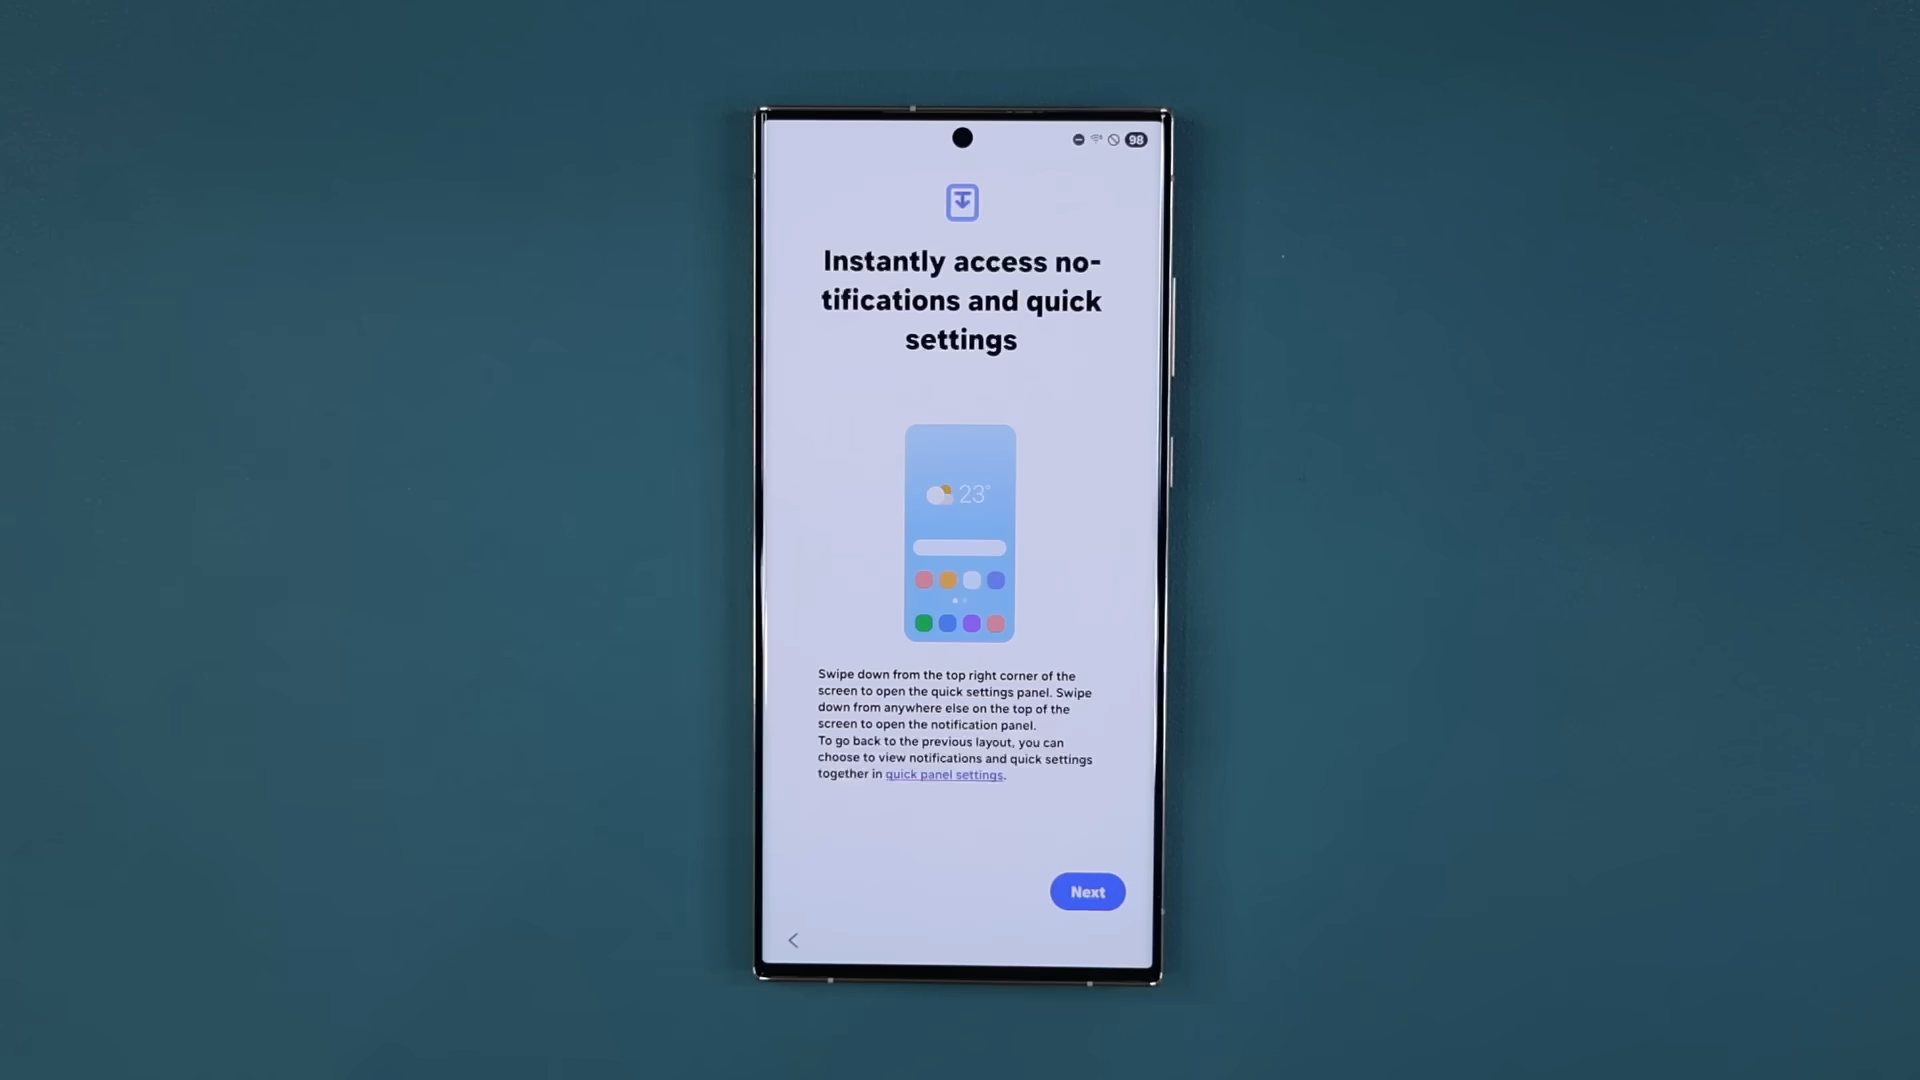 98
Instantly access no-
tifications and quick
settings
23°
Swipe down from the top right corner of the
screen to open the quick settings panel. Swipe
down from anywhere else on the top of the
screen to open the notification panel.
To go back to the previous layout, you can
choose to view notifications and quick settings
together in quick panel settings.
Next